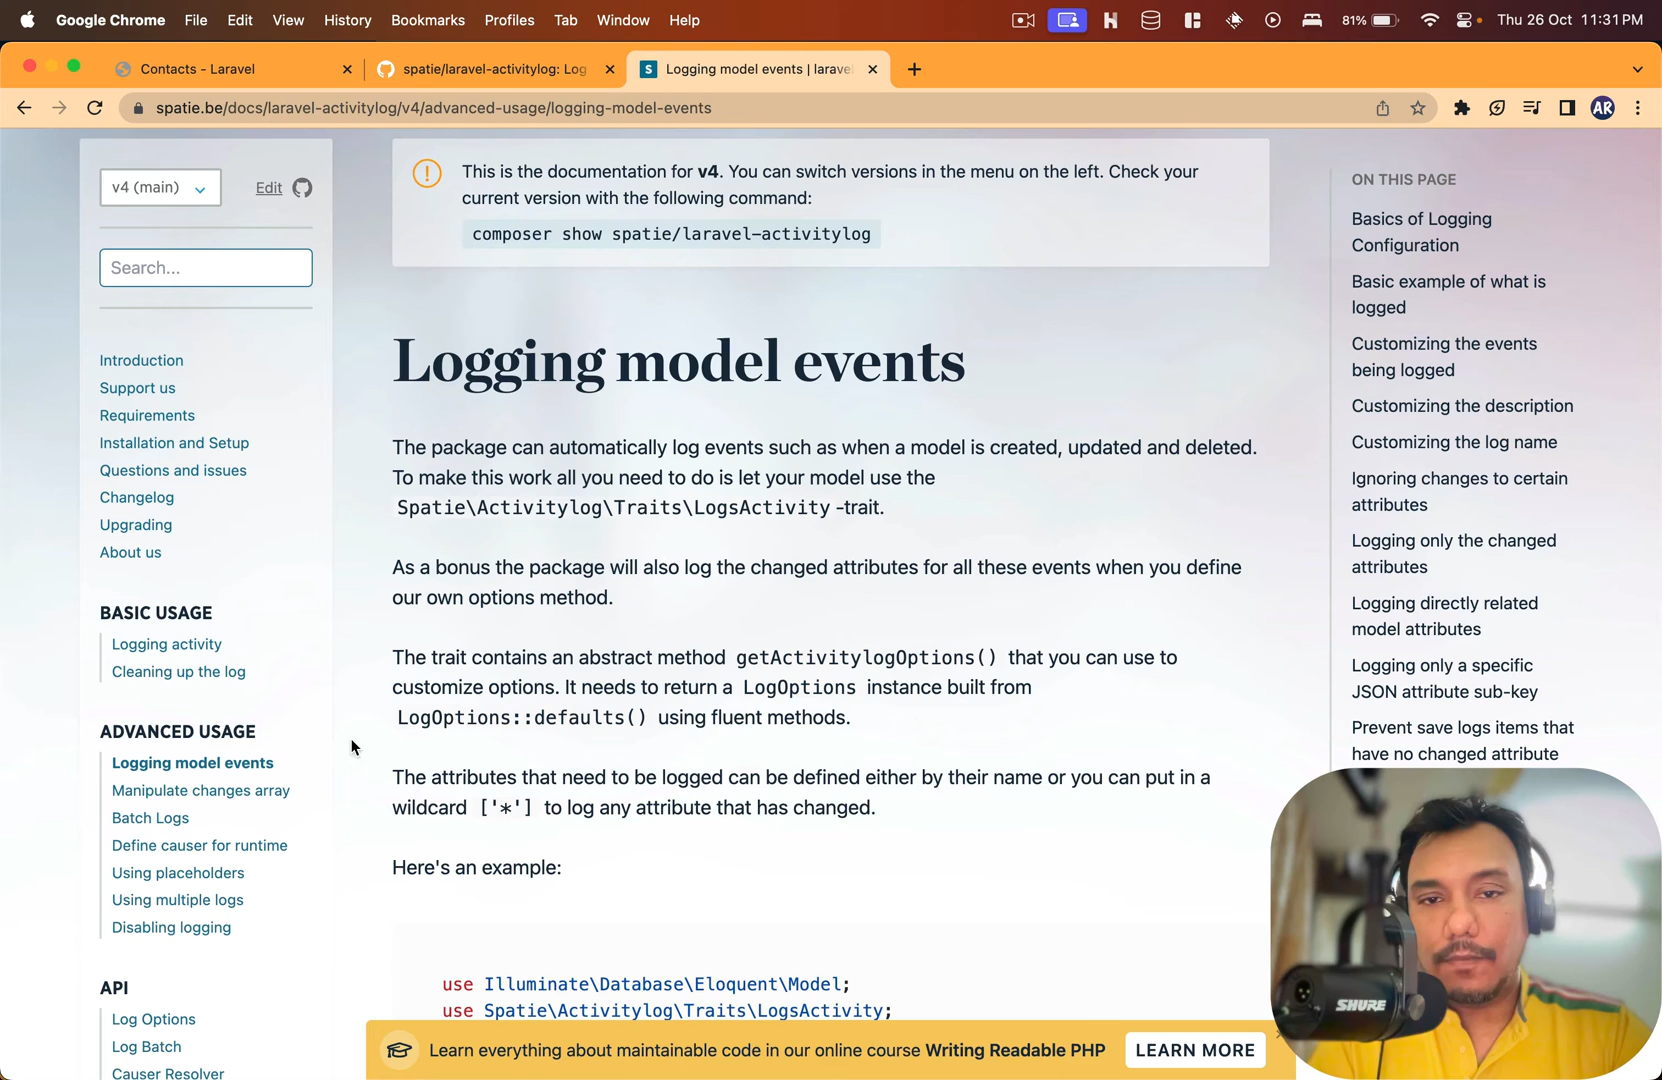 Google Chrome File Edit View History Bookmarks Profiles Tab Window Help 81% Thu 26 Oct 11:31 PM
Contacts - Laravel
spatie/laravel-activitylog: Log
S Logging model events | larave
spatie.be/docs/laravel-activitylog/v4/advanced-usage/logging-model-events
AR
v4 (main)
Edit
Search...
Introduction
Support us
Requirements
Installation and Setup
Questions and issues
Changelog
Upgrading
About us
BASIC USAGE
Logging activity
Cleaning up the log
ADVANCED USAGE
Logging model events
Manipulate changes array
Batch Logs
Define causer for runtime
Using placeholders
Using multiple logs
Disabling logging
API
Log Options
Log Batch
Causer Resolver
This is the documentation for v4. You can switch versions in the menu on the left. Check your
current version with the following command:
composer show spatie/laravel-activitylog
Logging model events
The package can automatically log events such as when a model is created, updated and deleted.
To make this work all you need to do is let your model use the
Spatie\Activitylog\Traits\LogsActivity -trait.
As a bonus the package will also log the changed attributes for all these events when you define
our own options method.
The trait contains an abstract method getActivitylogOptions() that you can use to
customize options. It needs to return a LogOptions instance built from
LogOptions::defaults() using fluent methods.
The attributes that need to be logged can be defined either by their name or you can put in a
wildcard ['*'] to log any attribute that has changed.
Here's an example:
use Illuminate\Database\Eloquent\Model;
use Spatie\Activitylog\Traits\LogsActivity;
Learn everything about maintainable code in our online course Writing Readable PHP
LEARN MORE
ON THIS PAGE
Basics of Logging
Configuration
Basic example of what is
logged
Customizing the events
being logged
Customizing the description
Customizing the log name
Ignoring changes to certain
attributes
Logging only the changed
attributes
Logging directly related
model attributes
Logging only a specific
JSON attribute sub-key
Prevent save logs items that
have no changed attribute
SHURE